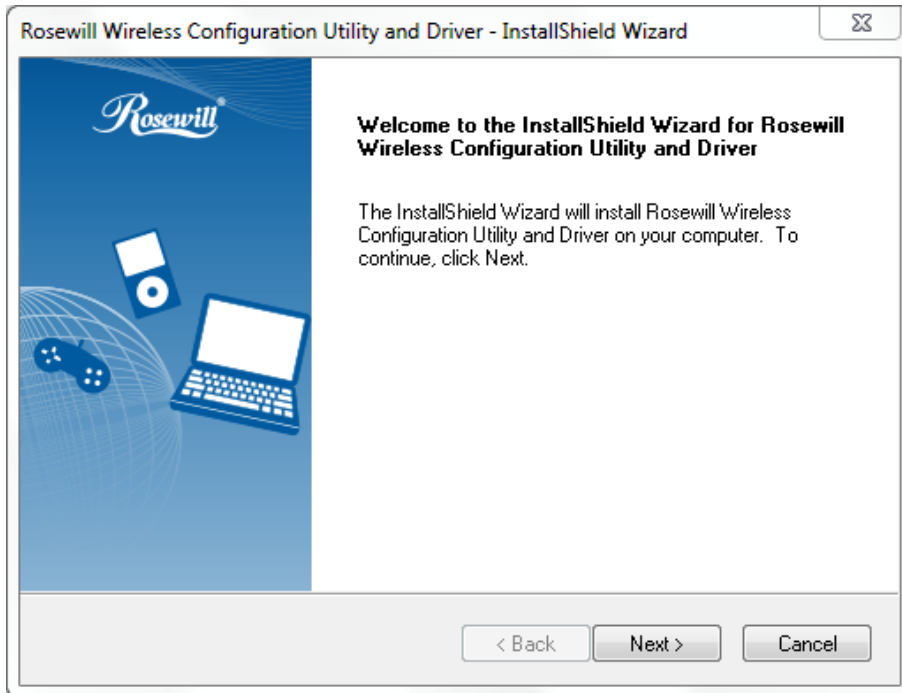 Rosewill Wireless Configuration Utility and Driver - InstallShield Wizard
Rosewill®
Welcome to the InstallShield Wizard for Rosewill
Wireless Configuration Utility and Driver
The InstallShield Wizard will install Rosewill Wireless
Configuration Utility and Driver on your computer.  To
continue, click Next.
< Back Next > Cancel